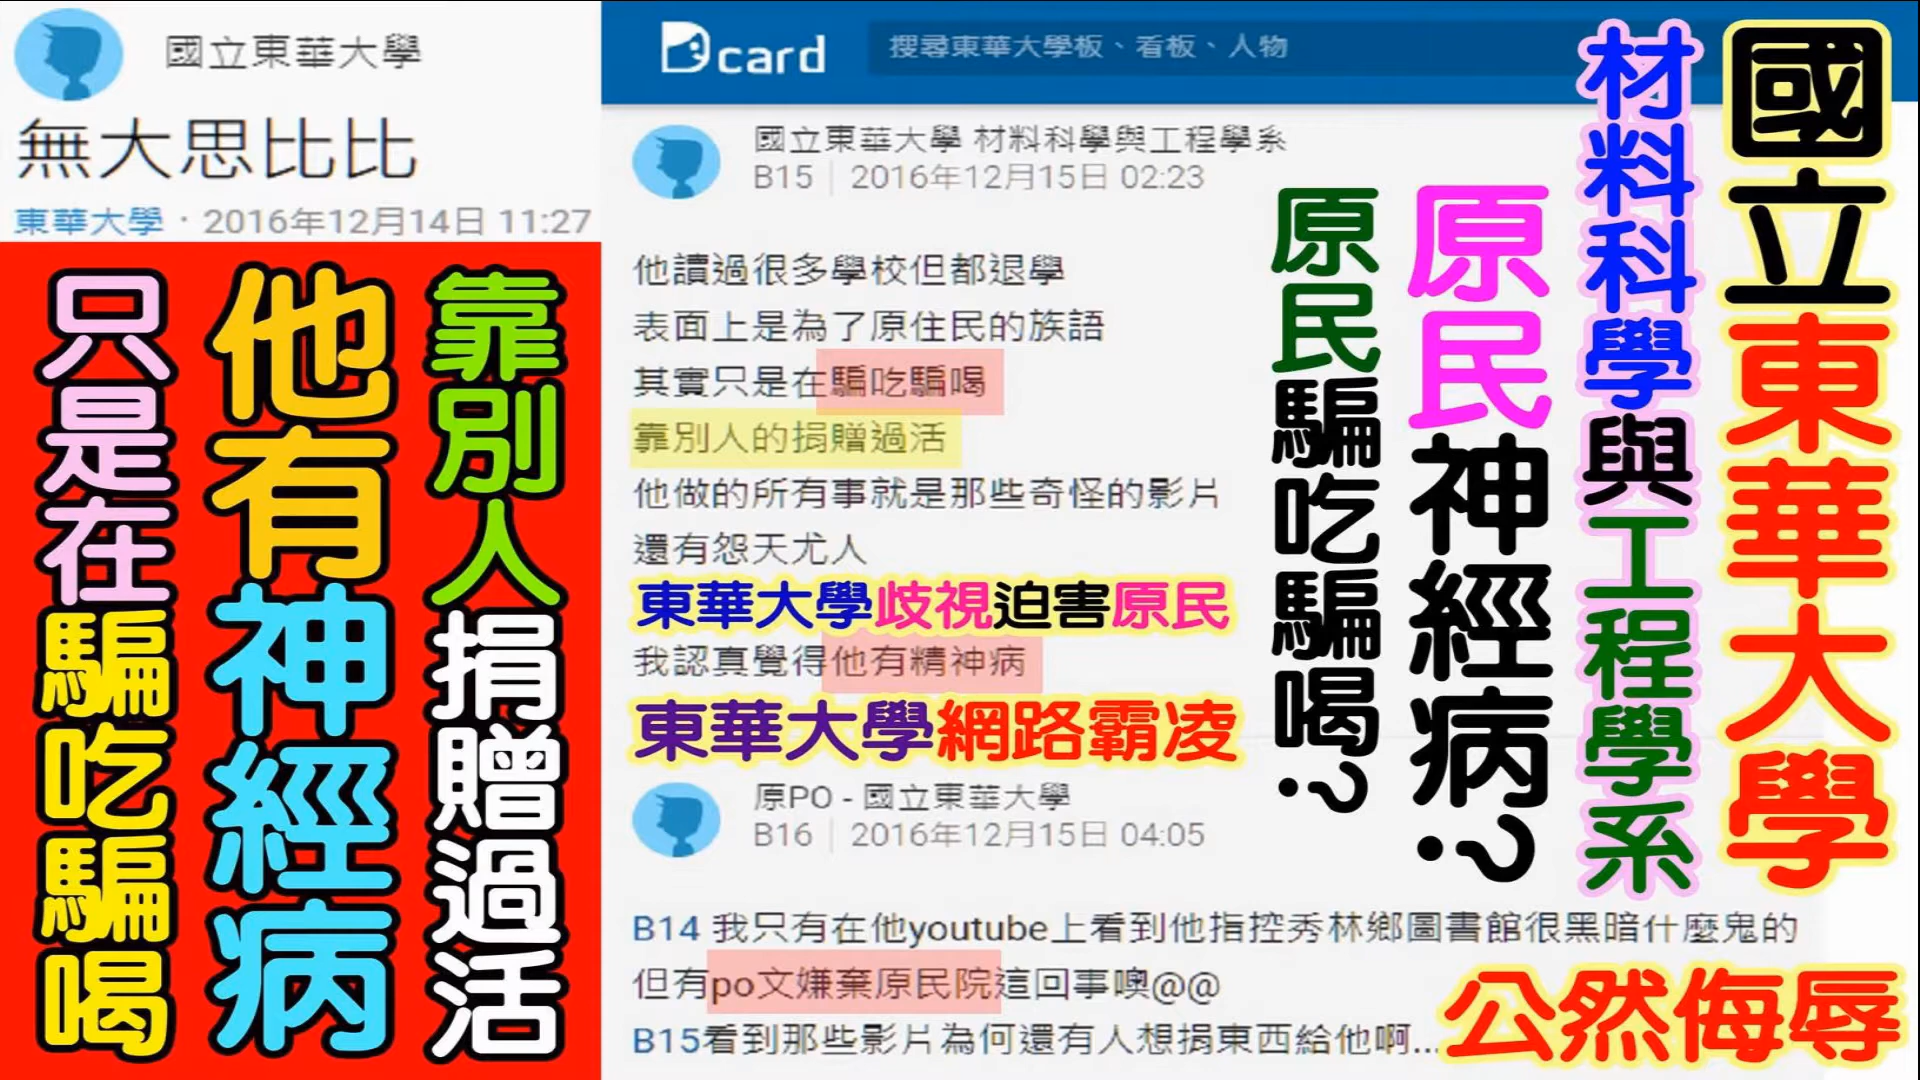 國立東華大學
無大思比比
東華大學・2016年12月14日 11:27
靠別人捐贈過活
他有神經病
只是在騙吃騙喝
Dcard
搜尋東華大學板、看板、人物
國立東華大學 材料科學與工程學系
B15 | 2016年12月15日 02:23
他讀過很多學校但都退學
表面上是為了原住民的族語
其實只是在騙吃騙喝
靠別人的捐贈過活
他做的所有事就是那些奇怪的影片
還有怨天尤人
東華大學歧視迫害原民
我認真覺得他有精神病
東華大學網路霸凌
原PO - 國立東華大學
B16 | 2016年12月15日 04:05
B14 我只有在他youtube上看到他指控秀林鄉圖書館很黑暗什麼鬼的
但有po文嫌棄原民院這回事噢@@
B15看到那些影片為何還有人想捐東西給他啊...
國立東華大學
材料科學與工程學系
原民神經病?
原民騙吃騙喝?
公然侮辱